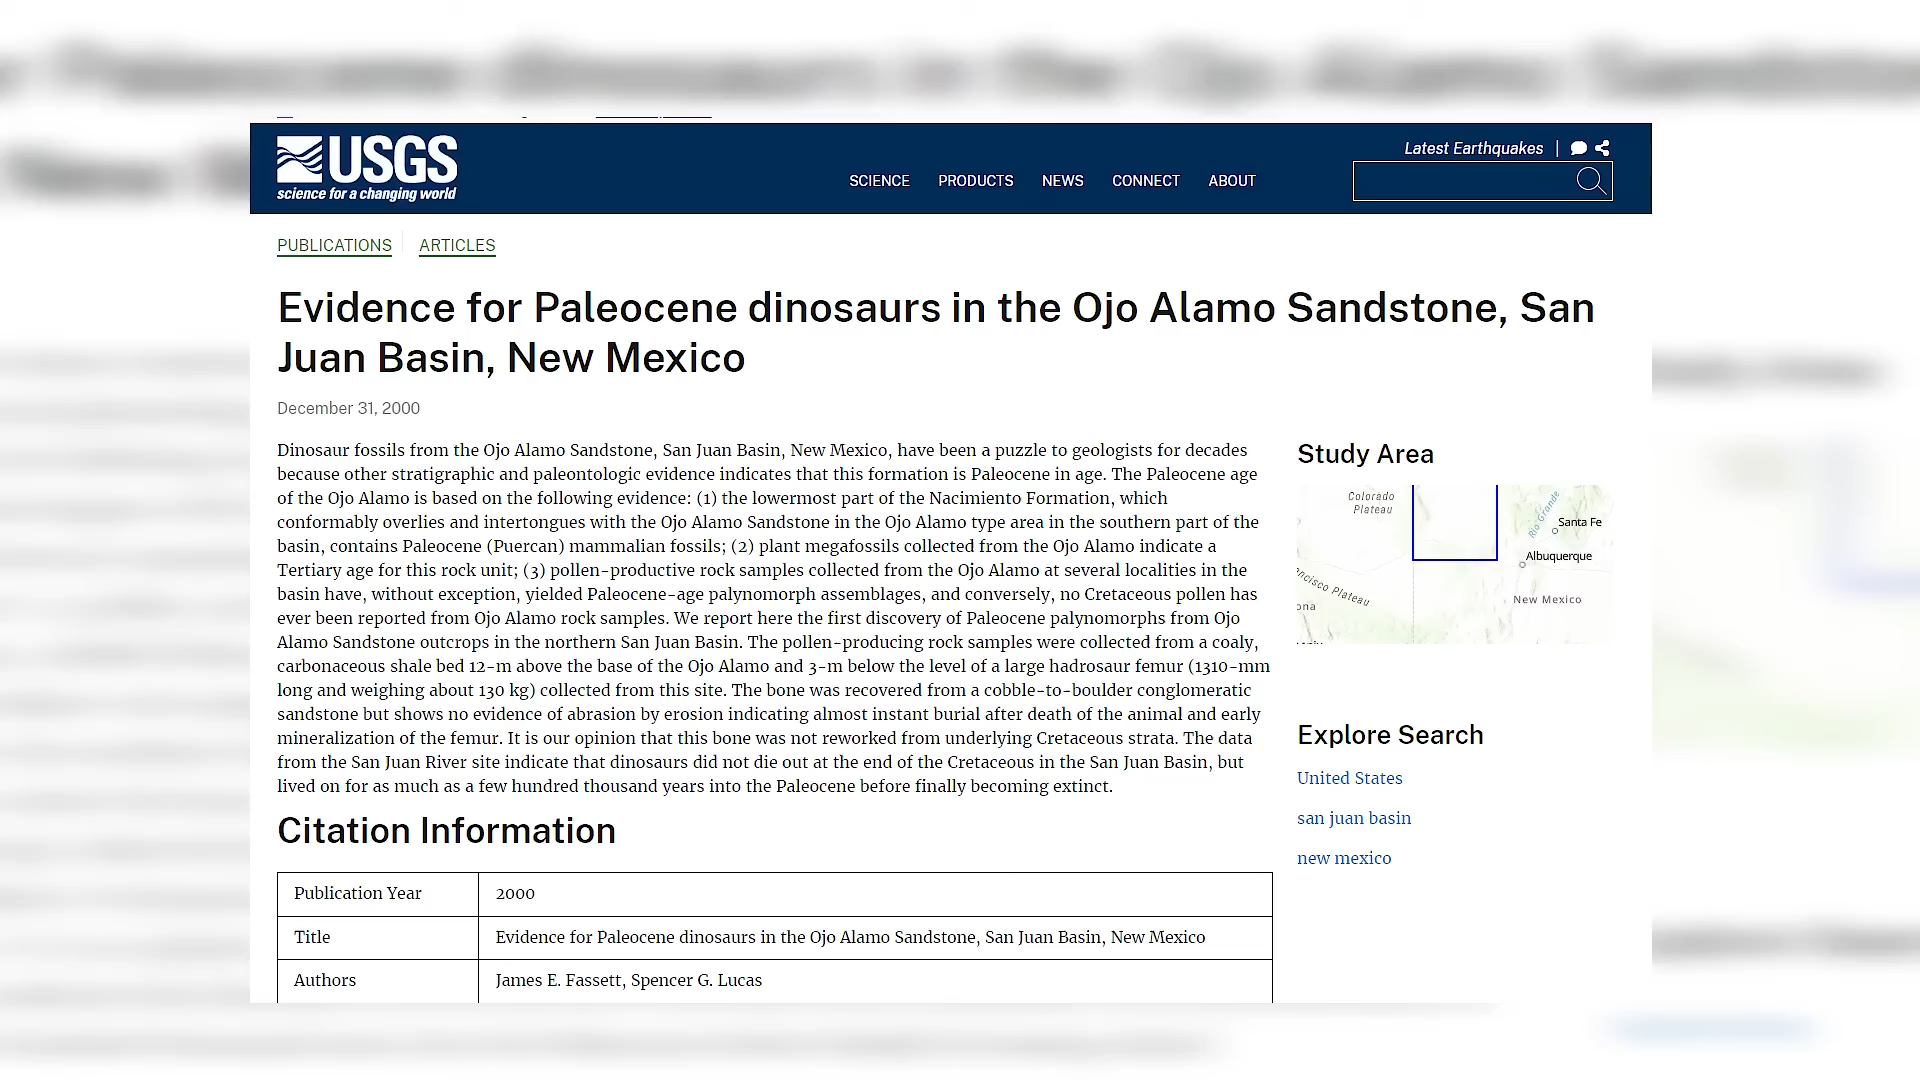 USGS
science for a changing world
Latest Earthquakes |
SCIENCE PRODUCTS NEWS CONNECT ABOUT
PUBLICATIONS ARTICLES
Evidence for Paleocene dinosaurs in the Ojo Alamo Sandstone, San
Juan Basin, New Mexico
December 31, 2000
Dinosaur fossils from the Ojo Alamo Sandstone, San Juan Basin, New Mexico, have been a puzzle to geologists for decades
because other stratigraphic and paleontologic evidence indicates that this formation is Paleocene in age. The Paleocene age
of the Ojo Alamo is based on the following evidence: (1) the lowermost part of the Nacimiento Formation, which
conformably overlies and intertongues with the Ojo Alamo Sandstone in the Ojo Alamo type area in the southern part of the
basin, contains Paleocene (Puercan) mammalian fossils; (2) plant megafossils collected from the Ojo Alamo indicate a
Tertiary age for this rock unit; (3) pollen-productive rock samples collected from the Ojo Alamo at several localities in the
basin have, without exception, yielded Paleocene-age palynomorph assemblages, and conversely, no Cretaceous pollen has
ever been reported from Ojo Alamo rock samples. We report here the first discovery of Paleocene palynomorphs from Ojo
Alamo Sandstone outcrops in the northern San Juan Basin. The pollen-producing rock samples were collected from a coaly,
carbonaceous shale bed 12-m above the base of the Ojo Alamo and 3-m below the level of a large hadrosaur femur (1310-mm
long and weighing about 130 kg) collected from this site. The bone was recovered from a cobble-to-boulder conglomeratic
sandstone but shows no evidence of abrasion by erosion indicating almost instant burial after death of the animal and early
mineralization of the femur. It is our opinion that this bone was not reworked from underlying Cretaceous strata. The data
from the San Juan River site indicate that dinosaurs did not die out at the end of the Cretaceous in the San Juan Basin, but
lived on for as much as a few hundred thousand years into the Paleocene before finally becoming extinct.
Citation Information
Publication Year 2000
Title Evidence for Paleocene dinosaurs in the Ojo Alamo Sandstone, San Juan Basin, New Mexico
Authors James E. Fassett, Spencer G. Lucas
Study Area
Colorado
Plateau
Rio Grande
Santa Fe
Albuquerque
ncisco Plateau
ona
New Mexico
Explore Search
United States
san juan basin
new mexico